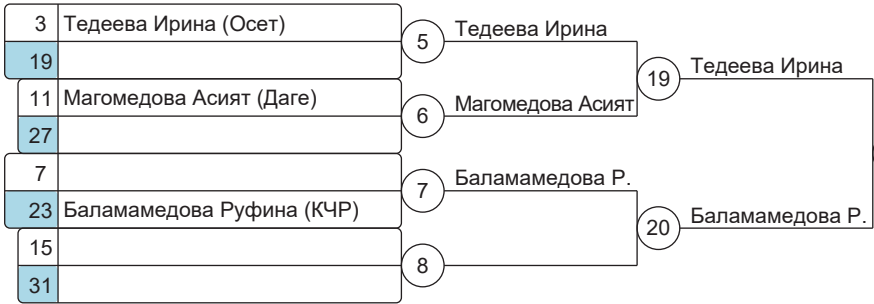 3 Тедеева Ирина (Осет)
19
5 Тедеева Ирина
11 Магомедова Асият (Даге)
27
6 Магомедова Асият
19 Тедеева Ирина
7
23 Баламамедова Руфина (КЧР)
7 Баламамедова Р.
15
31
8
20 Баламамедова Р.